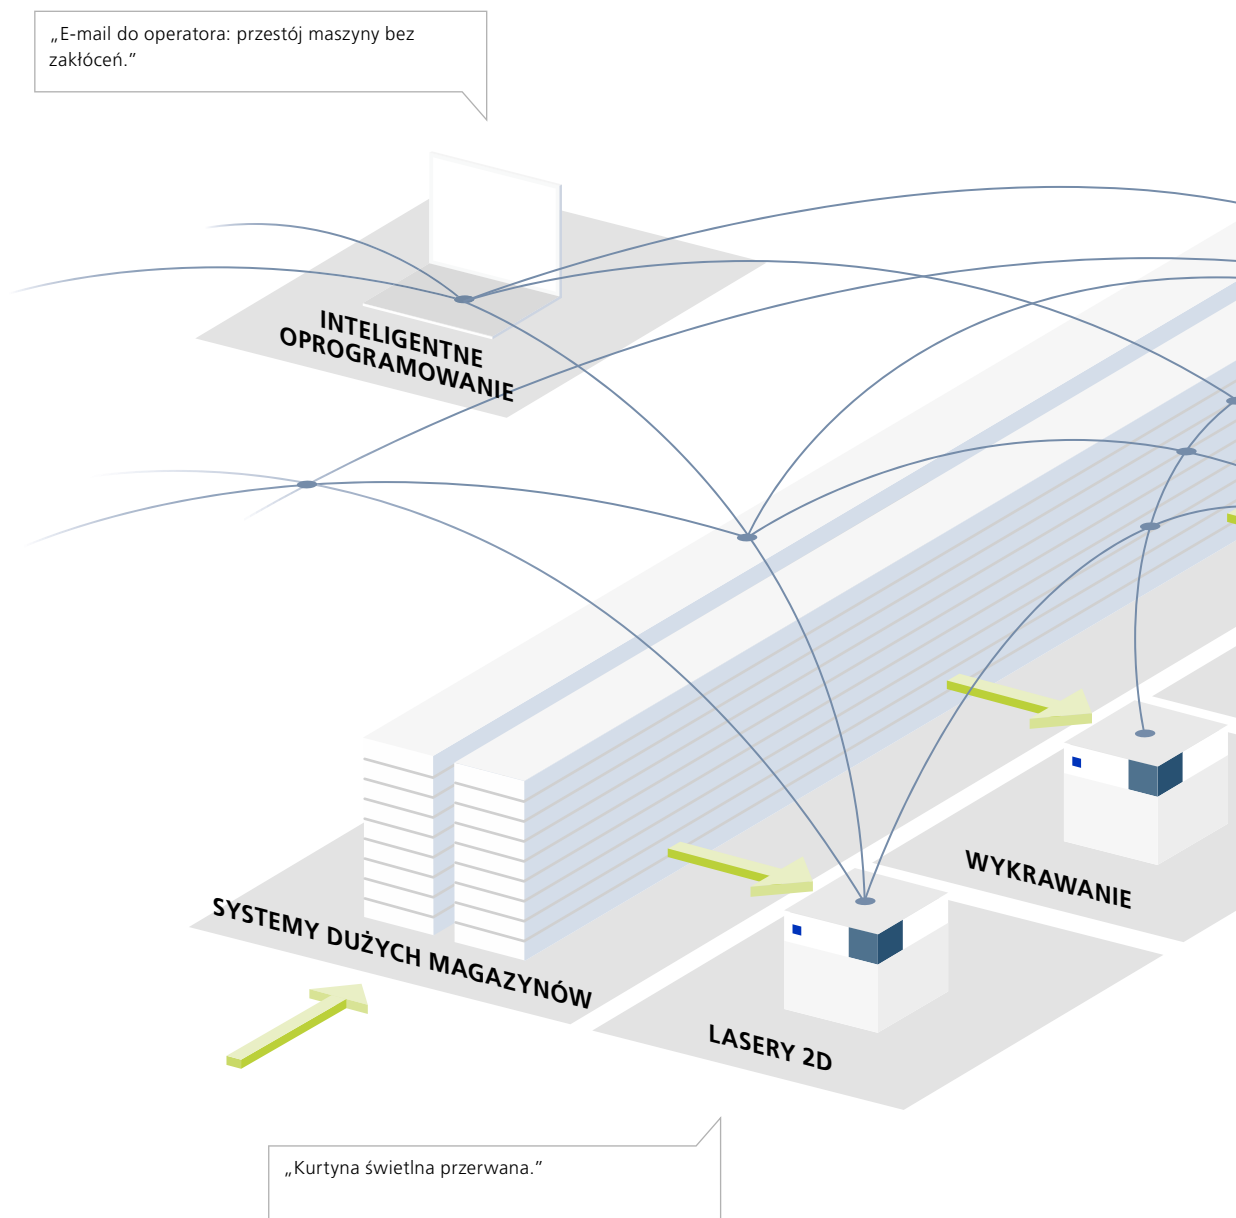 „E-mail do operatora: przestój maszyny bez
zakłóceń.”
INTELIGENTNE
OPROGRAMOWANIE
WYKRAWANIE
SYSTEMY DUŻYCH MAGAZYNÓW
LASERY 2D
„Kurtyna świetlna przerwana.”